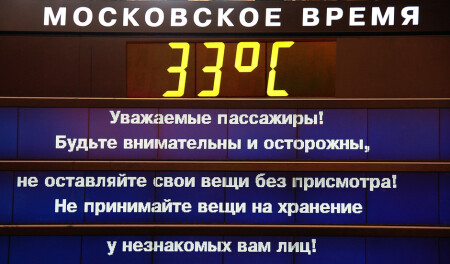 МОСКОВСКОЕ ВРЕМЯ
33°C
Уважаемые пассажиры!
Будьте внимательны и осторожны,
не оставляйте свои вещи без присмотра!
Не принимайте вещи на хранение
у незнакомых вам лиц!